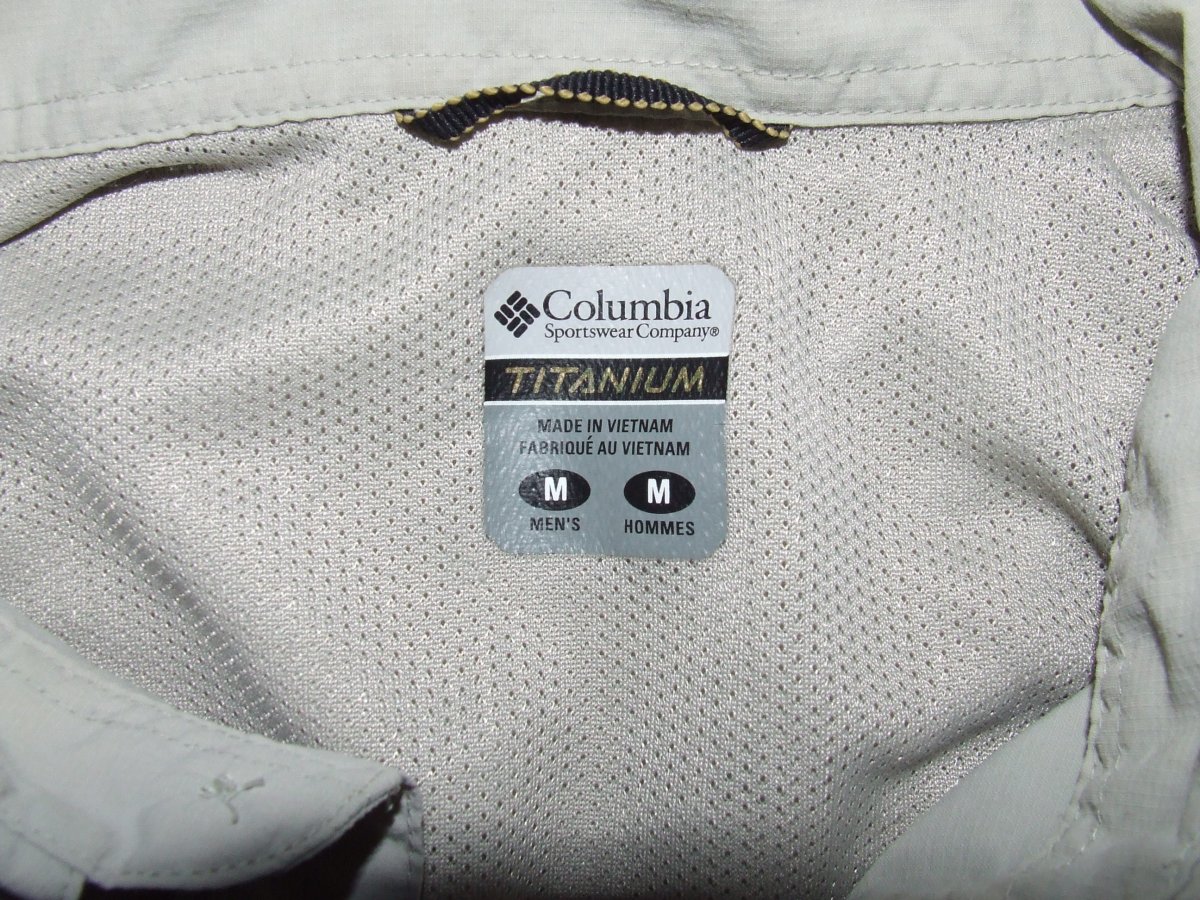 Columbia
Sportswear Company®
TITANIUM
MADE IN VIETNAM
FABRIQUÉ AU VIETNAM
M M
MEN'S HOMMES